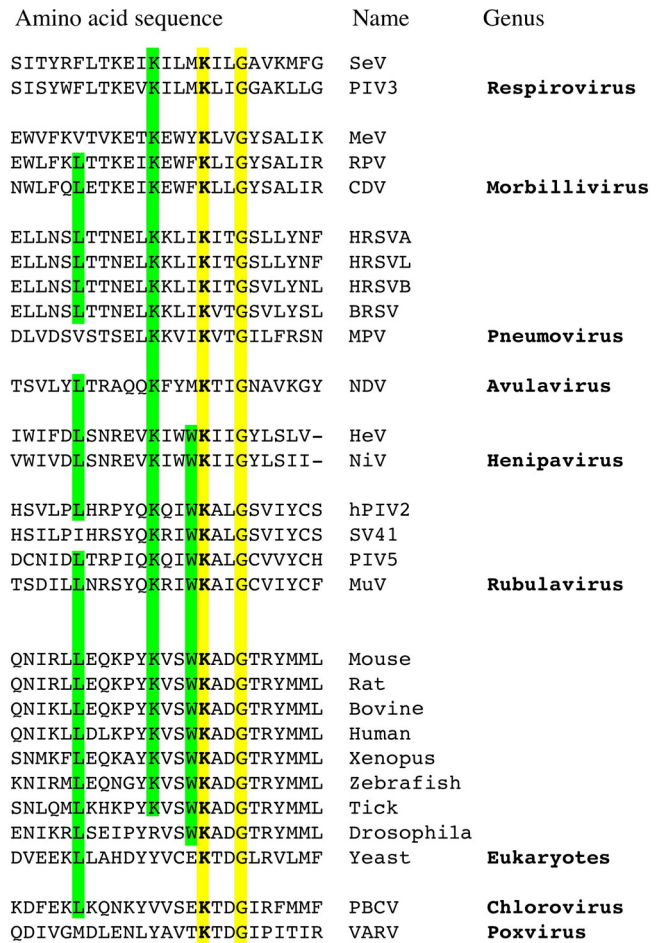 Amino acid sequence Name Genus
SITYRFLTKEIKILMKILGAVKMFG SeV
SISYWFLTKEVKILMKLIGGAKLLG PIV3 Respirovirus
EWVFKVTVKETKEWYKLVGYSALIK MeV
EWLFKLTTKEIKEWFKLIGYSALIR RPV
NWLFQLETKEIKEWFKLLGYSALIR CDV Morbillivirus
ELLNSLTTNELKKLIKITGSLLYNF HRSVA
ELLNSLTTNELKKLIKITGSLLYNF HRSVL
ELLNSLTTNELKKLIKITGSVLYNL HRSVB
ELLNSLTTNELKKLIKVTGSVLYSL BRSV
DLVDSVSTSELKKVIKVTGILFRSN MPV Pneumovirus
TSVLYLTRAQQKFYMKTIGNAVKGY NDV Avulavirus
IWIFDLSNREVKIWWKIIGYLSLV- HeV
VWIVDLSNREVKIWWKIIGYLSII- NiV Henipavirus
HSVLPLHRPYQKQIWKALGSVIYCS hPIV2
HSILPIHRSYQKRIWKALGSVIYCS SV41
DCNIDLTRPIQKQIWKALGCVVYCH PIV5
TSDILLNRSYQKRIWKAIGCVIYCF MuV Rubulavirus
QNIRLLEQKPYKVSWKADGTRYMML Mouse
QNIRLLEQKPYKVSWKADGTRYMML Rat
QNIKLLEQKPYKVSWKADGTRYMML Bovine
QNIKLLDLKPYKVSWKADGTRYMML Human
SNMKFLEQKAYKVSWKADGTRYMML Xenopus
KNIRMLEQNGYKVSWKADGTRYMML Zebrafish
SNLQMLKHKPYKVSWKADGTRYMML Tick
ENIKRLSEIPYRVSWKADGTRYMML Drosophila
DVEEKLLAHDYYVCEKTDGLRVLMF Yeast Eukaryotes
KDFEKLKQNKYVVSEKTDGIRFMMF PBCV Chlorovirus
QDIVGMDLENLYAVTKTDGIPITIR VARV Poxvirus